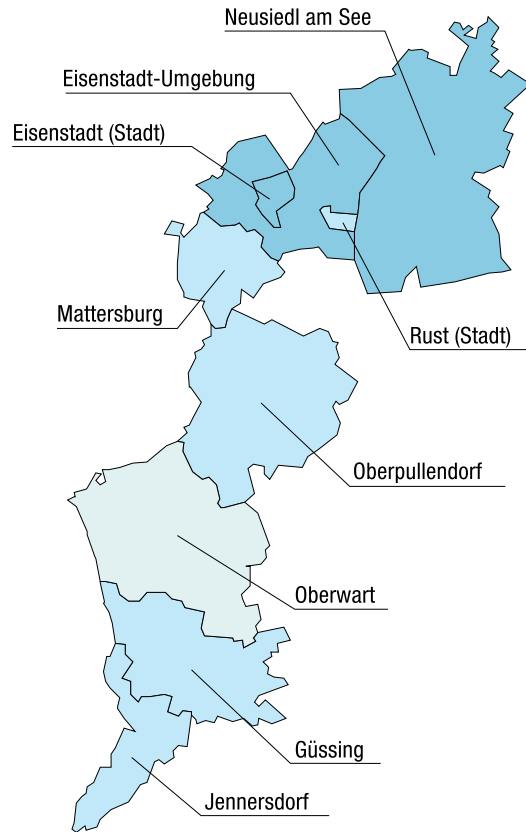 Neusiedl am See
Eisenstadt-Umgebung
Eisenstadt (Stadt)
Mattersburg
Rust (Stadt)
Oberpullendorf
Oberwart
Güssing
Jennersdorf